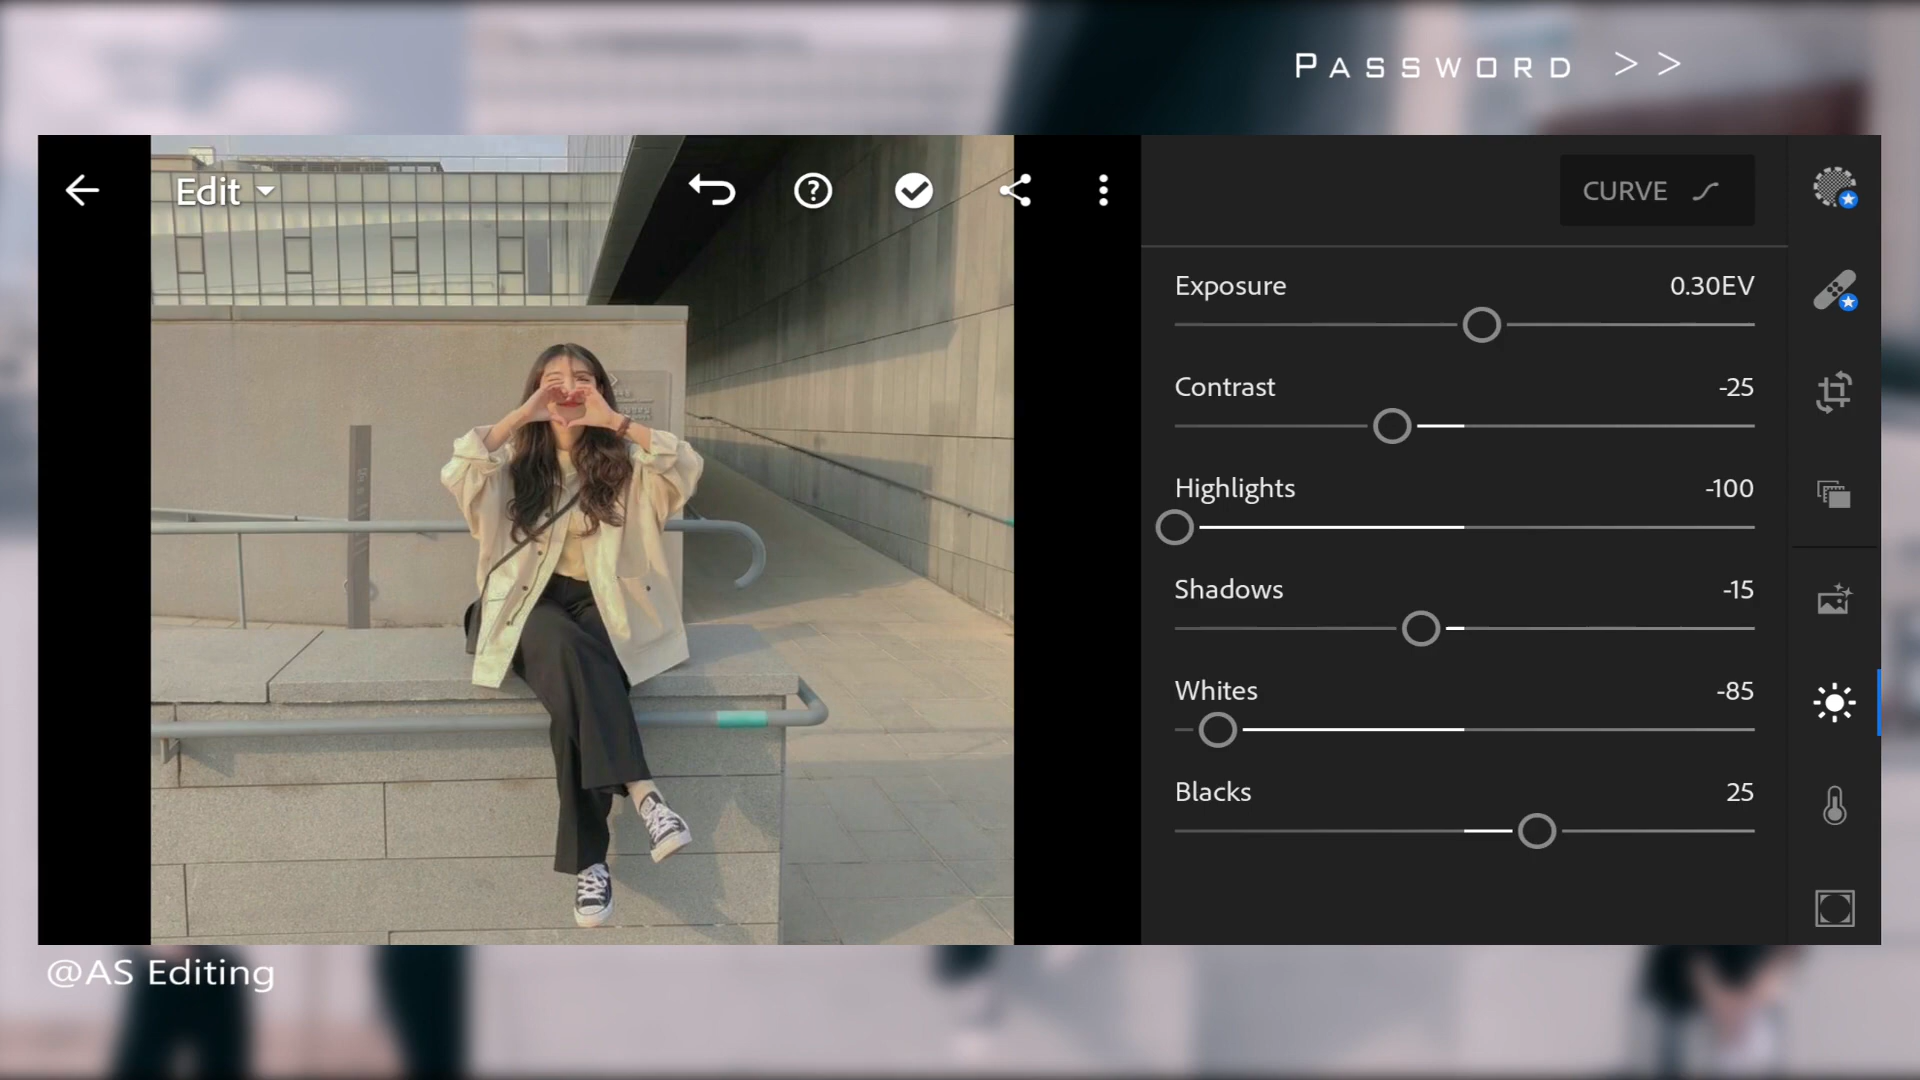 PASSWORD >>
Edit
CURVE
Exposure 0.30EV
Contrast -25
Highlights -100
Shadows -15
Whites -85
Blacks 25
@AS Editing